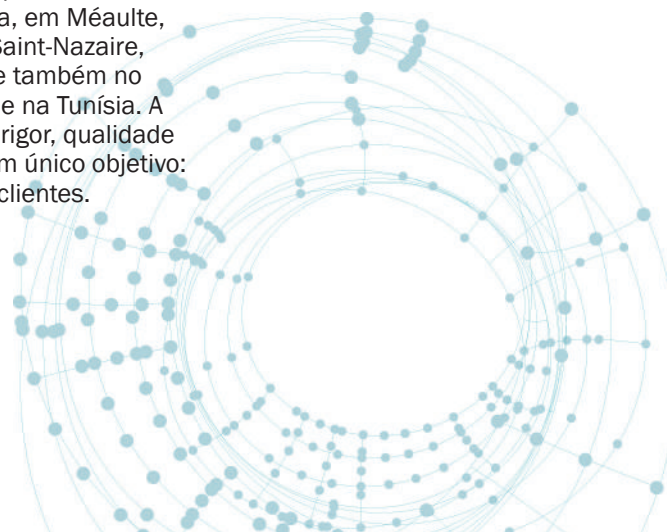 a, em Méaulte,
Saint-Nazaire,
e também no
e na Tunísia. A
rigor, qualidade
m único objetivo:
clientes.